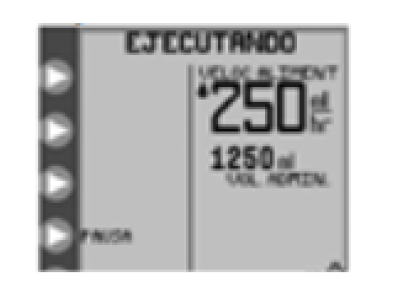 EJECUTANDO
VELOC ALIMENT
250 ml
hr
1250 ml
VOL ADMIN.
PAUSA